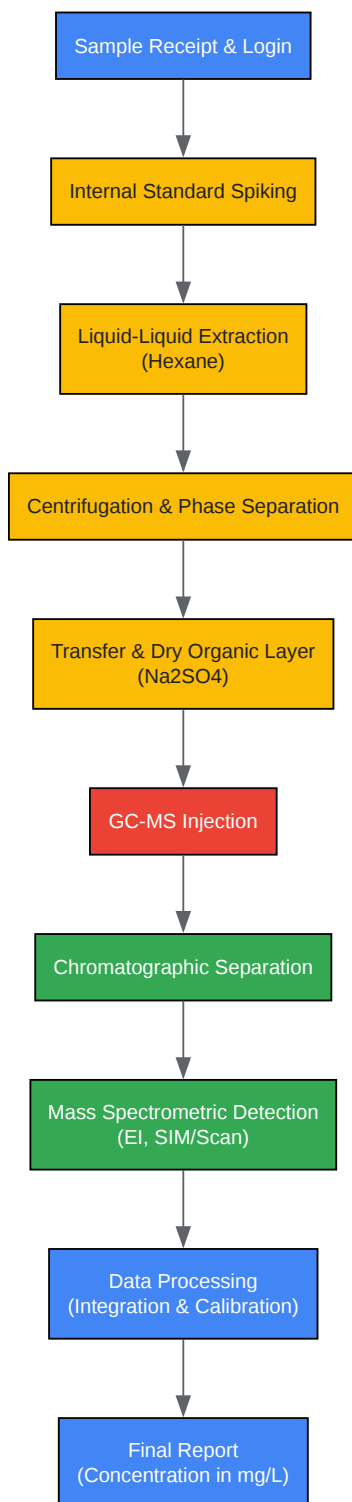 Sample Receipt & Login
Internal Standard Spiking
Liquid-Liquid Extraction
(Hexane)
Centrifugation & Phase Separation
Transfer & Dry Organic Layer
(Na2SO4)
GC-MS Injection
Chromatographic Separation
Mass Spectrometric Detection
(EI, SIM/Scan)
Data Processing
(Integration & Calibration)
Final Report
(Concentration in mg/L)